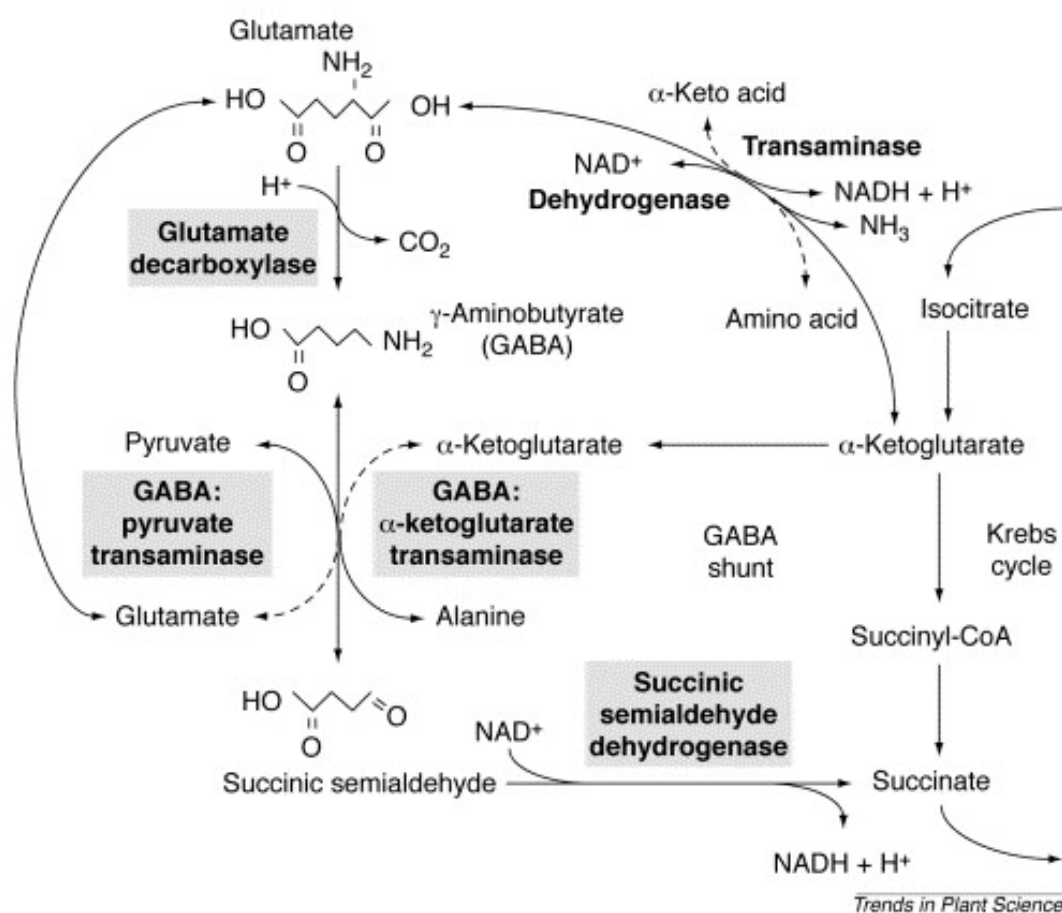 Glutamate
NH2
HO
OH
O
O
α-Keto acid
Transaminase
NAD+
Dehydrogenase
NADH + H+
NH3
H+
CO2
Glutamate
decarboxylase
Amino acid
Isocitrate
HO
NH2
O
γ-Aminobutyrate
(GABA)
Pyruvate
α-Ketoglutarate
α-Ketoglutarate
GABA:
pyruvate
transaminase
GABA:
α-ketoglutarate
transaminase
GABA
shunt
Krebs
cycle
Glutamate
Alanine
Succinyl-CoA
HO
O
O
Succinic
semialdehyde
dehydrogenase
NAD+
Succinic semialdehyde
Succinate
NADH + H+
Trends in Plant Science